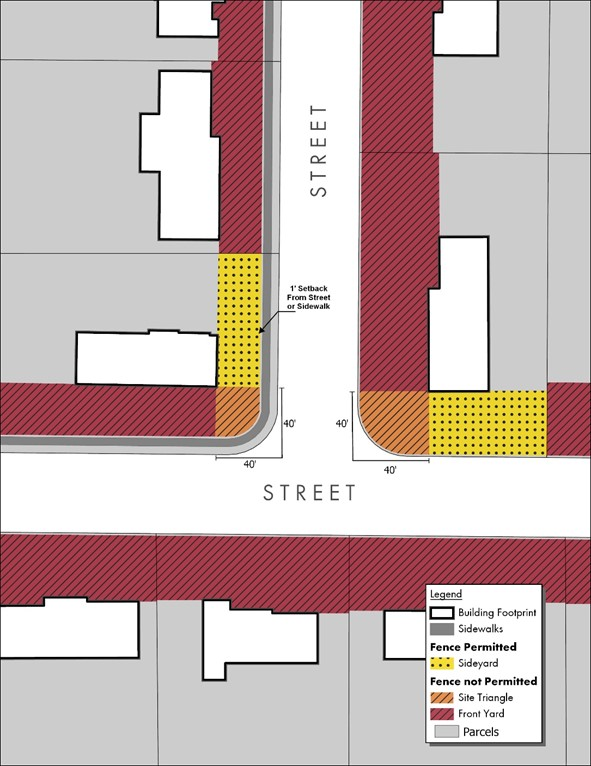 STREET
1' Setback
From Street
or Sidewalk
40'
40'
40'
40'
STREET
Legend
Building Footprint
Sidewalks
Fence Permitted
Sideyard
Fence not Permitted
Site Triangle
Front Yard
Parcels